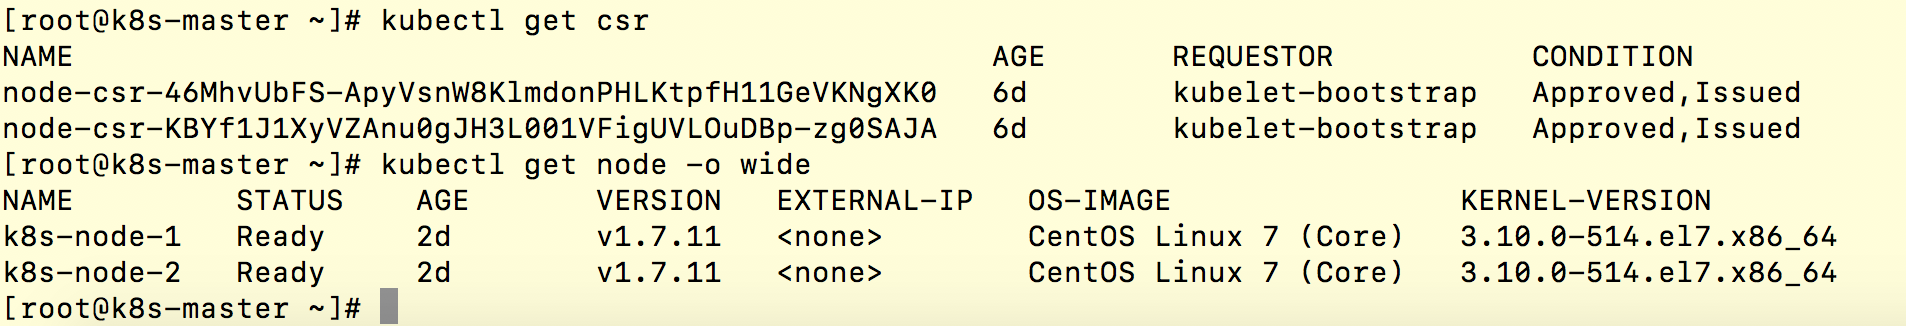 [root@k8s-master ~]# kubectl get csr
NAME AGE REQUESTOR CONDITION
node-csr-46MhvUbFS-ApyVsnW8KlmdonPHLKtpfH11GeVKNgXK0 6d kubelet-bootstrap Approved,Issued
node-csr-KBYf1J1XyVZAnu0gJH3L001VFigUVLOuDBp-zg0SAJA 6d kubelet-bootstrap Approved,Issued
[root@k8s-master ~]# kubectl get node -o wide
NAME STATUS AGE VERSION EXTERNAL-IP OS-IMAGE KERNEL-VERSION
k8s-node-1 Ready 2d v1.7.11 <none> CentOS Linux 7 (Core) 3.10.0-514.el7.x86_64
k8s-node-2 Ready 2d v1.7.11 <none> CentOS Linux 7 (Core) 3.10.0-514.el7.x86_64
[root@k8s-master ~]#